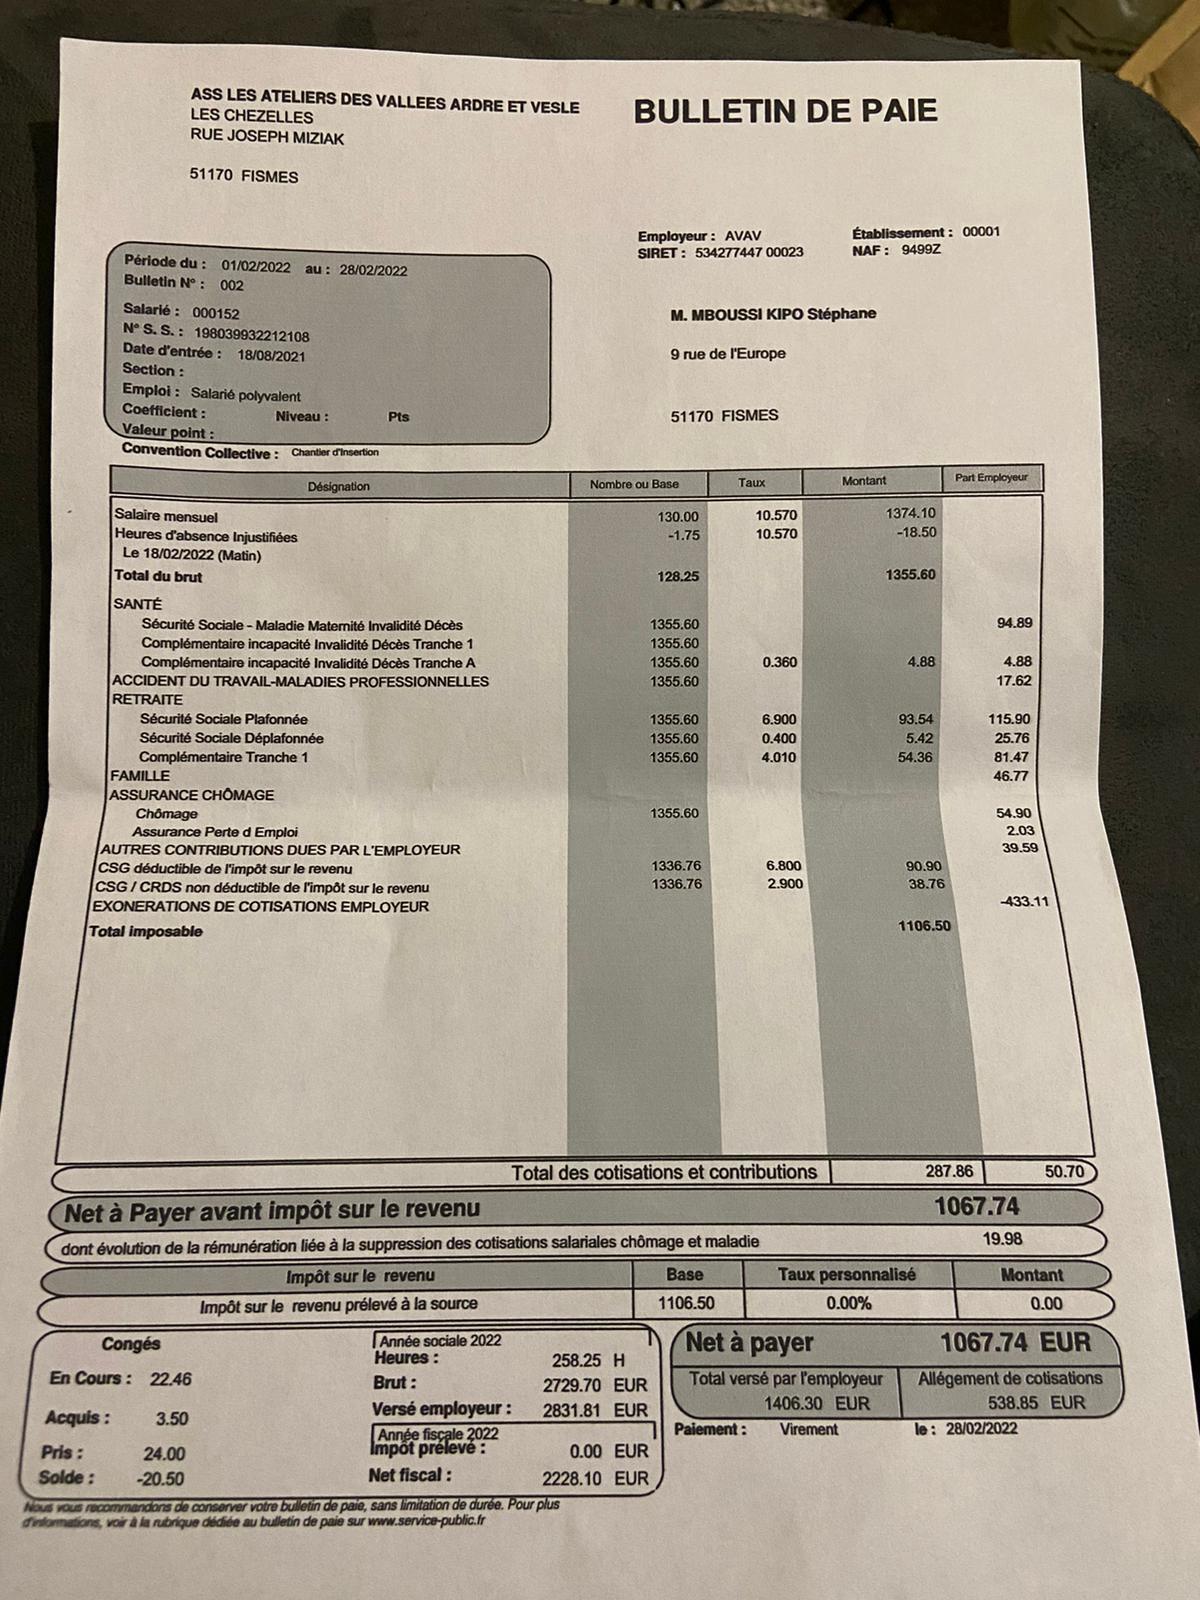 ASS LES ATELIERS DES VALLEES ARDRE ET VESLE
LES CHEZELLES
RUE JOSEPH MIZIAK
51170 FISMES
BULLETIN DE PAIE
Employeur : AVAV Établissement : 00001
SIRET : 534277447 00023 NAF : 9499Z
Période du : 01/02/2022 au : 28/02/2022
Bulletin N° : 002
Salarié : 000152
N° S. S. : 198039932212108
Date d'entrée : 18/08/2021
Section :
Emploi : Salarié polyvalent
Coefficient : Niveau : Pts
Valeur point :
Convention Collective : Chantier d'Insertion
M. MBOUSSI KIPO Stéphane
9 rue de l'Europe
51170 FISMES
Désignation Nombre ou Base Taux Montant Part Employeur
Salaire mensuel 130.00 10.570 1374.10
Heures d'absence Injustifiées -1.75 10.570 -18.50
Le 18/02/2022 (Matin)
Total du brut 128.25 1355.60
SANTÉ
Sécurité Sociale - Maladie Maternité Invalidité Décès 1355.60 94.89
Complémentaire incapacité Invalidité Décès Tranche 1 1355.60
Complémentaire incapacité Invalidité Décès Tranche A 1355.60 0.360 4.88 4.88
ACCIDENT DU TRAVAIL-MALADIES PROFESSIONNELLES 1355.60 17.62
RETRAITE
Sécurité Sociale Plafonnée 1355.60 6.900 93.54 115.90
Sécurité Sociale Déplafonnée 1355.60 0.400 5.42 25.76
Complémentaire Tranche 1 1355.60 4.010 54.36 81.47
FAMILLE 46.77
ASSURANCE CHÔMAGE
Chômage 1355.60 54.90
Assurance Perte d Emploi 2.03
AUTRES CONTRIBUTIONS DUES PAR L'EMPLOYEUR 39.59
CSG déductible de l'impôt sur le revenu 1336.76 6.800 90.90
CSG / CRDS non déductible de l'impôt sur le revenu 1336.76 2.900 38.76
EXONERATIONS DE COTISATIONS EMPLOYEUR -433.11
Total imposable 1106.50
Total des cotisations et contributions 287.86 50.70
Net à Payer avant impôt sur le revenu 1067.74
dont évolution de la rémunération liée à la suppression des cotisations salariales chômage et maladie 19.98
Impôt sur le revenu Base Taux personnalisé Montant
Impôt sur le revenu prélevé à la source 1106.50 0.00% 0.00
Congés
En Cours : 22.46
Acquis : 3.50
Pris : 24.00
Solde : -20.50
Année sociale 2022
Heures : 258.25 H
Brut : 2729.70 EUR
Versé employeur : 2831.81 EUR
Année fiscale 2022
Impôt prélevé : 0.00 EUR
Net fiscal : 2228.10 EUR
Net à payer 1067.74 EUR
Total versé par l'employeur Allégement de cotisations
1406.30 EUR 538.85 EUR
Paiement : Virement le : 28/02/2022
Nous vous recommandons de conserver votre bulletin de paie, sans limitation de durée. Pour plus
d'informations, voir à la rubrique dédiée au bulletin de paie sur www.service-public.fr